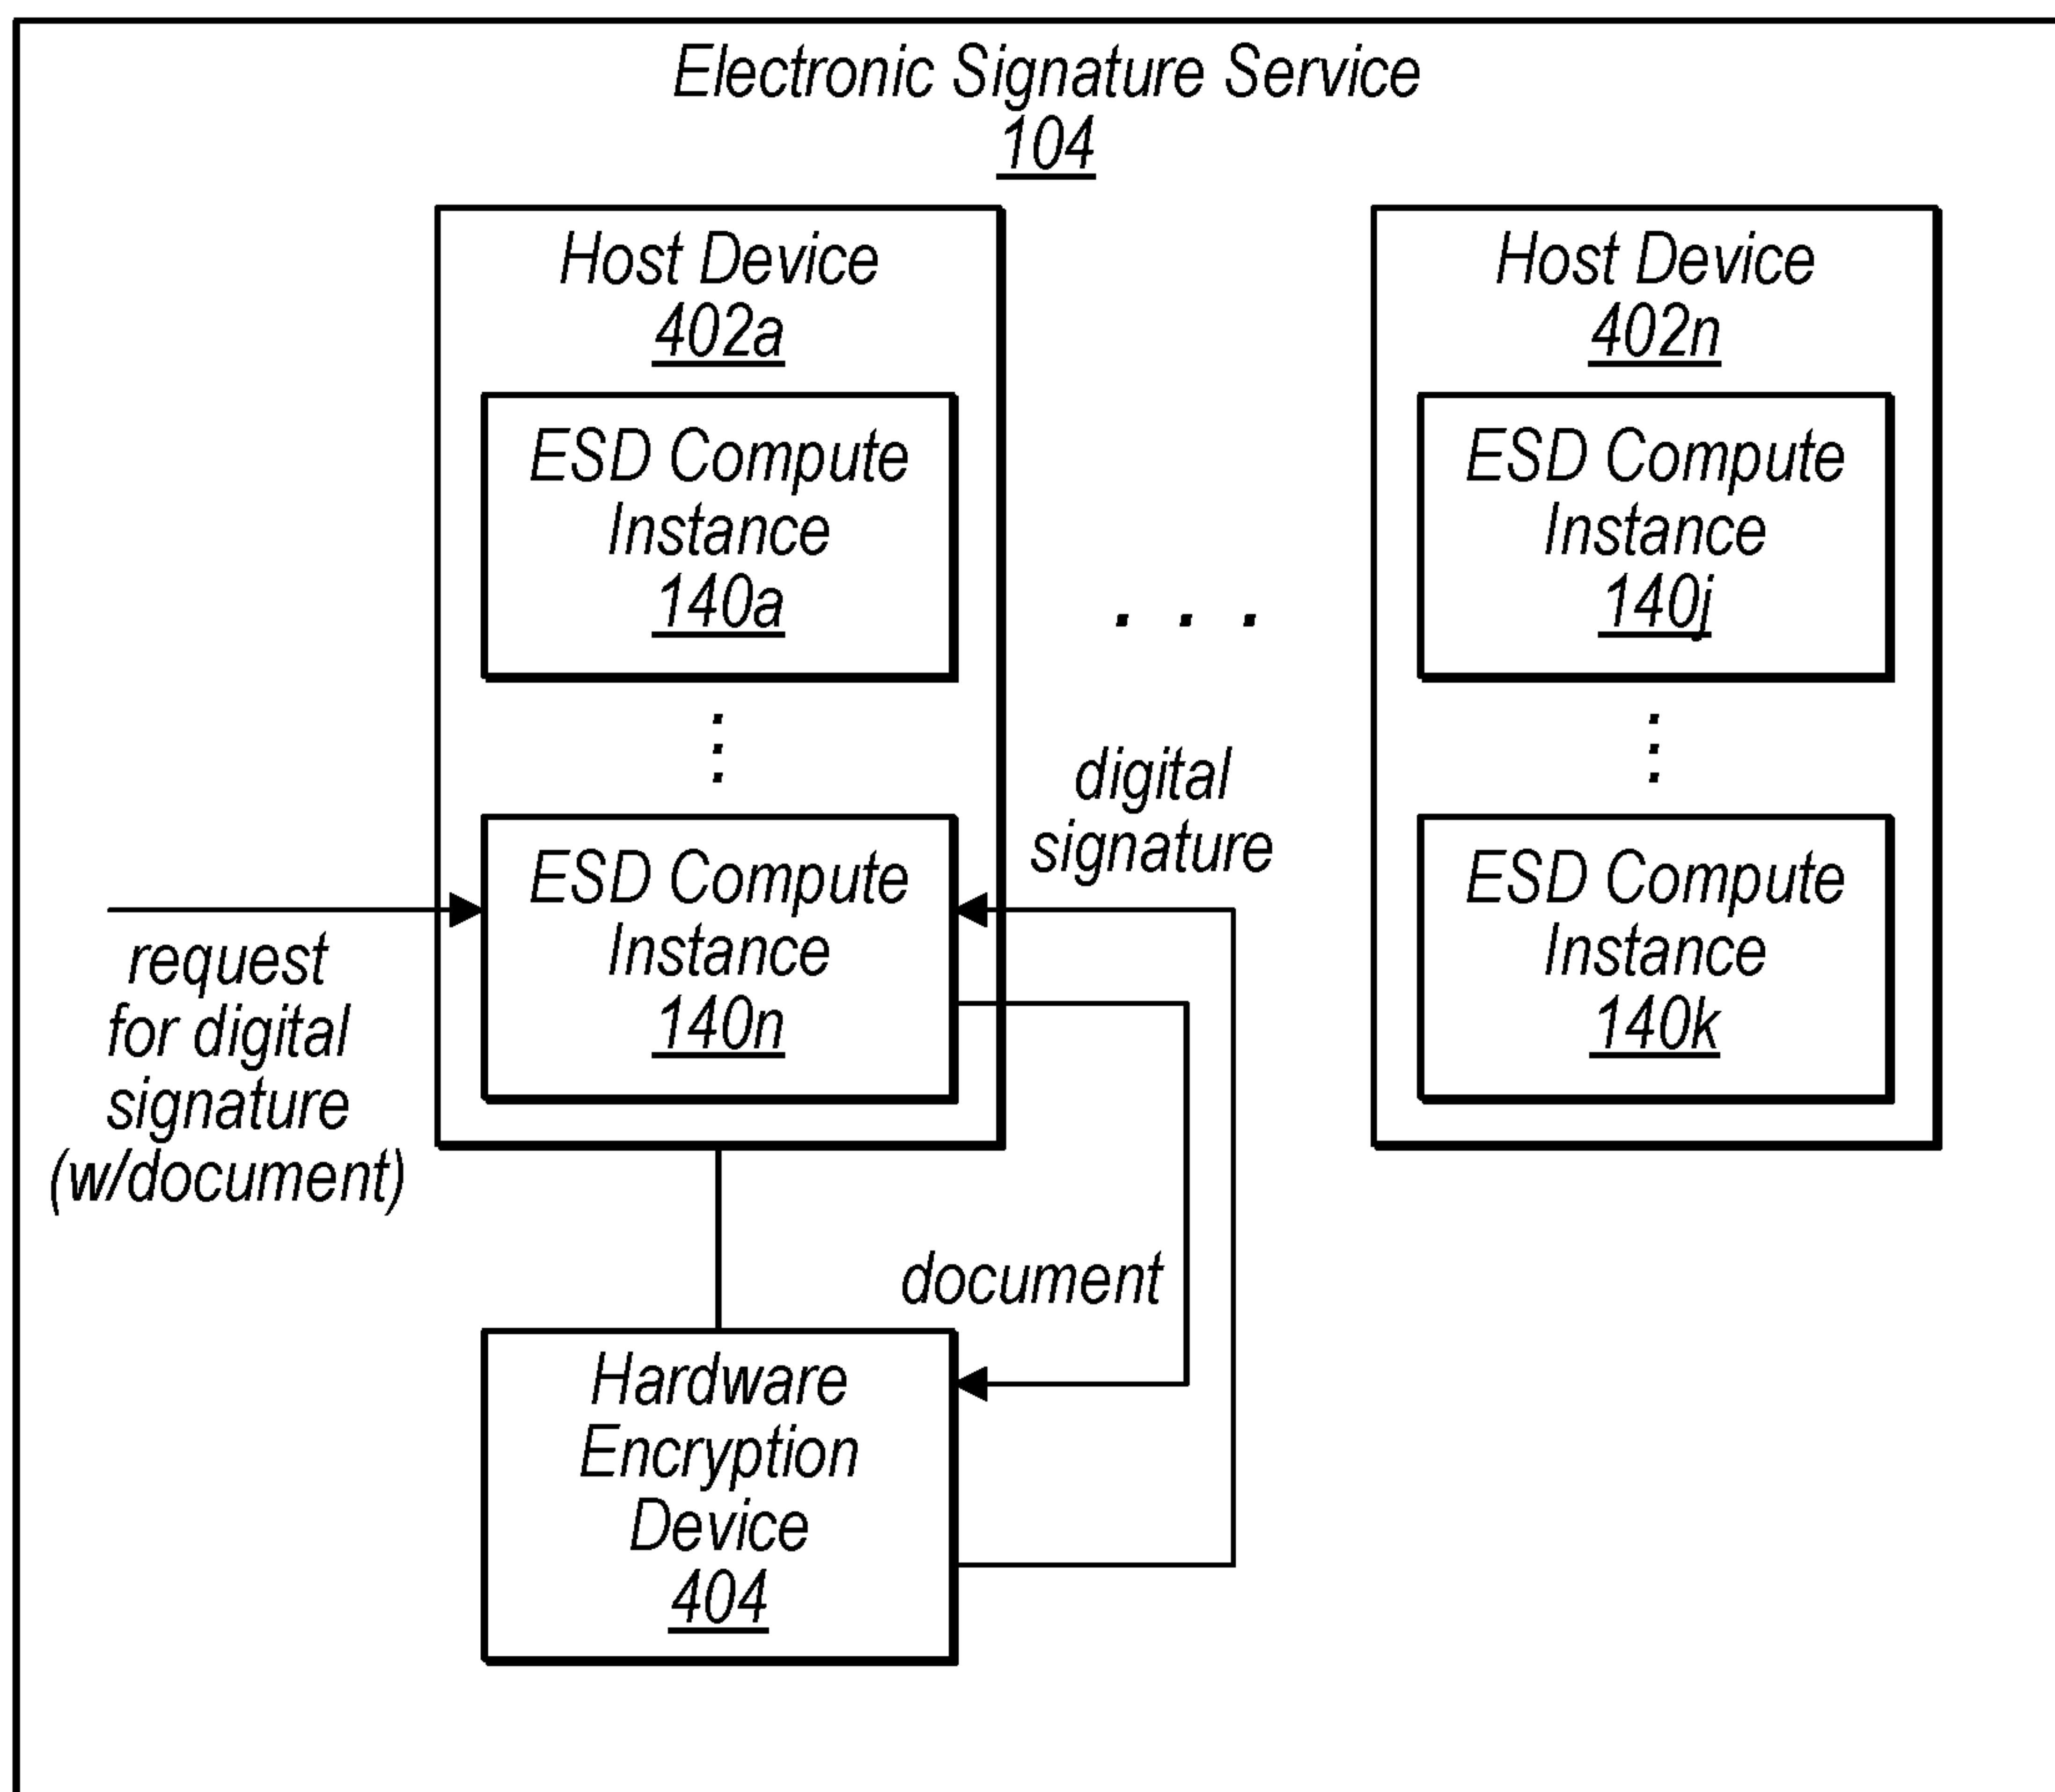 Electronic Signature Service
104
Host Device
402a
ESD Compute
Instance
140a
ESD Compute
Instance
140n
Host Device
402n
ESD Compute
Instance
140j
ESD Compute
Instance
140k
. . .
digital
signature
request
for digital
signature
(w/document)
document
Hardware
Encryption
Device
404